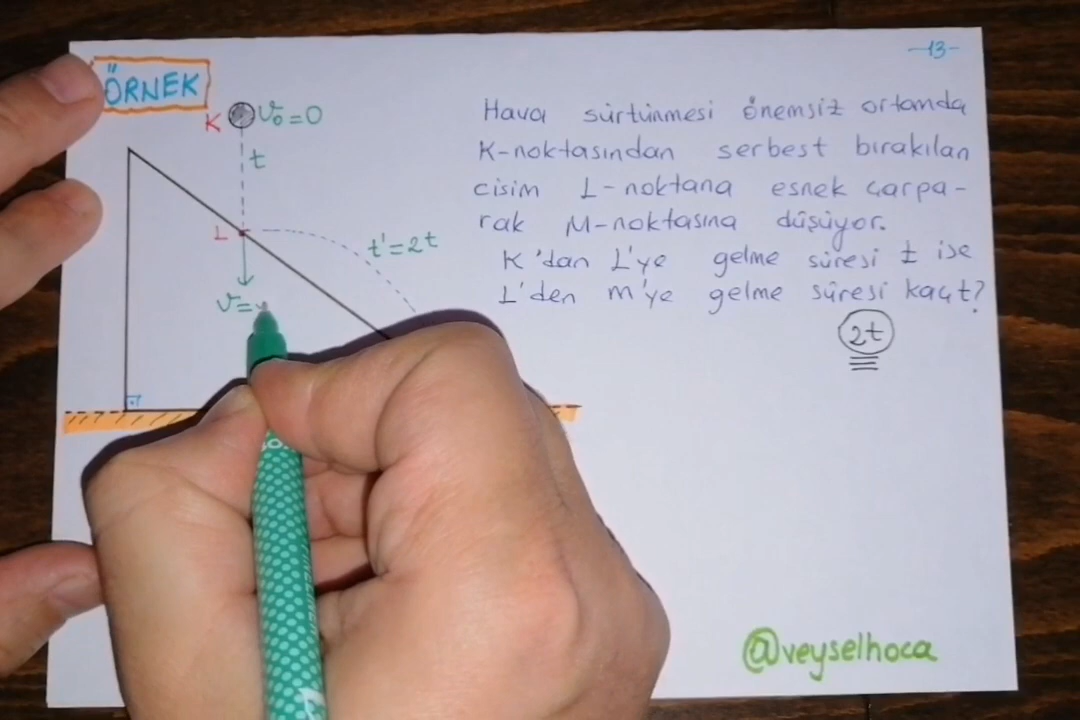 -13-
ÖRNEK
K
V₀=0
t
L
t'=2t
V=
Hava sürtünmesi önemsiz ortamda
K-noktasından serbest bırakılan
cisim L-noktana esnek çarpa-
rak M-noktasına düşüyor.
K'dan L'ye gelme süresi t ise
L'den m'ye gelme süresi kaçt?
2t
@veyselhoca